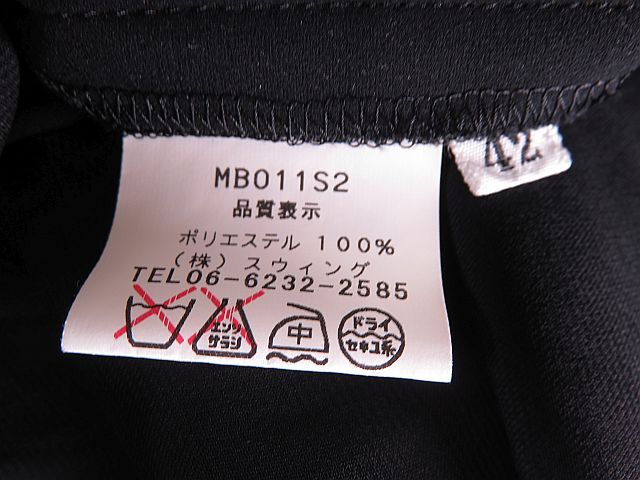 MB011S2
品質表示
ポリエステル 100%
(株)スウィング
TEL06-6232-2585
エンソ
サラシ
中
ドライ
セキユ系
42